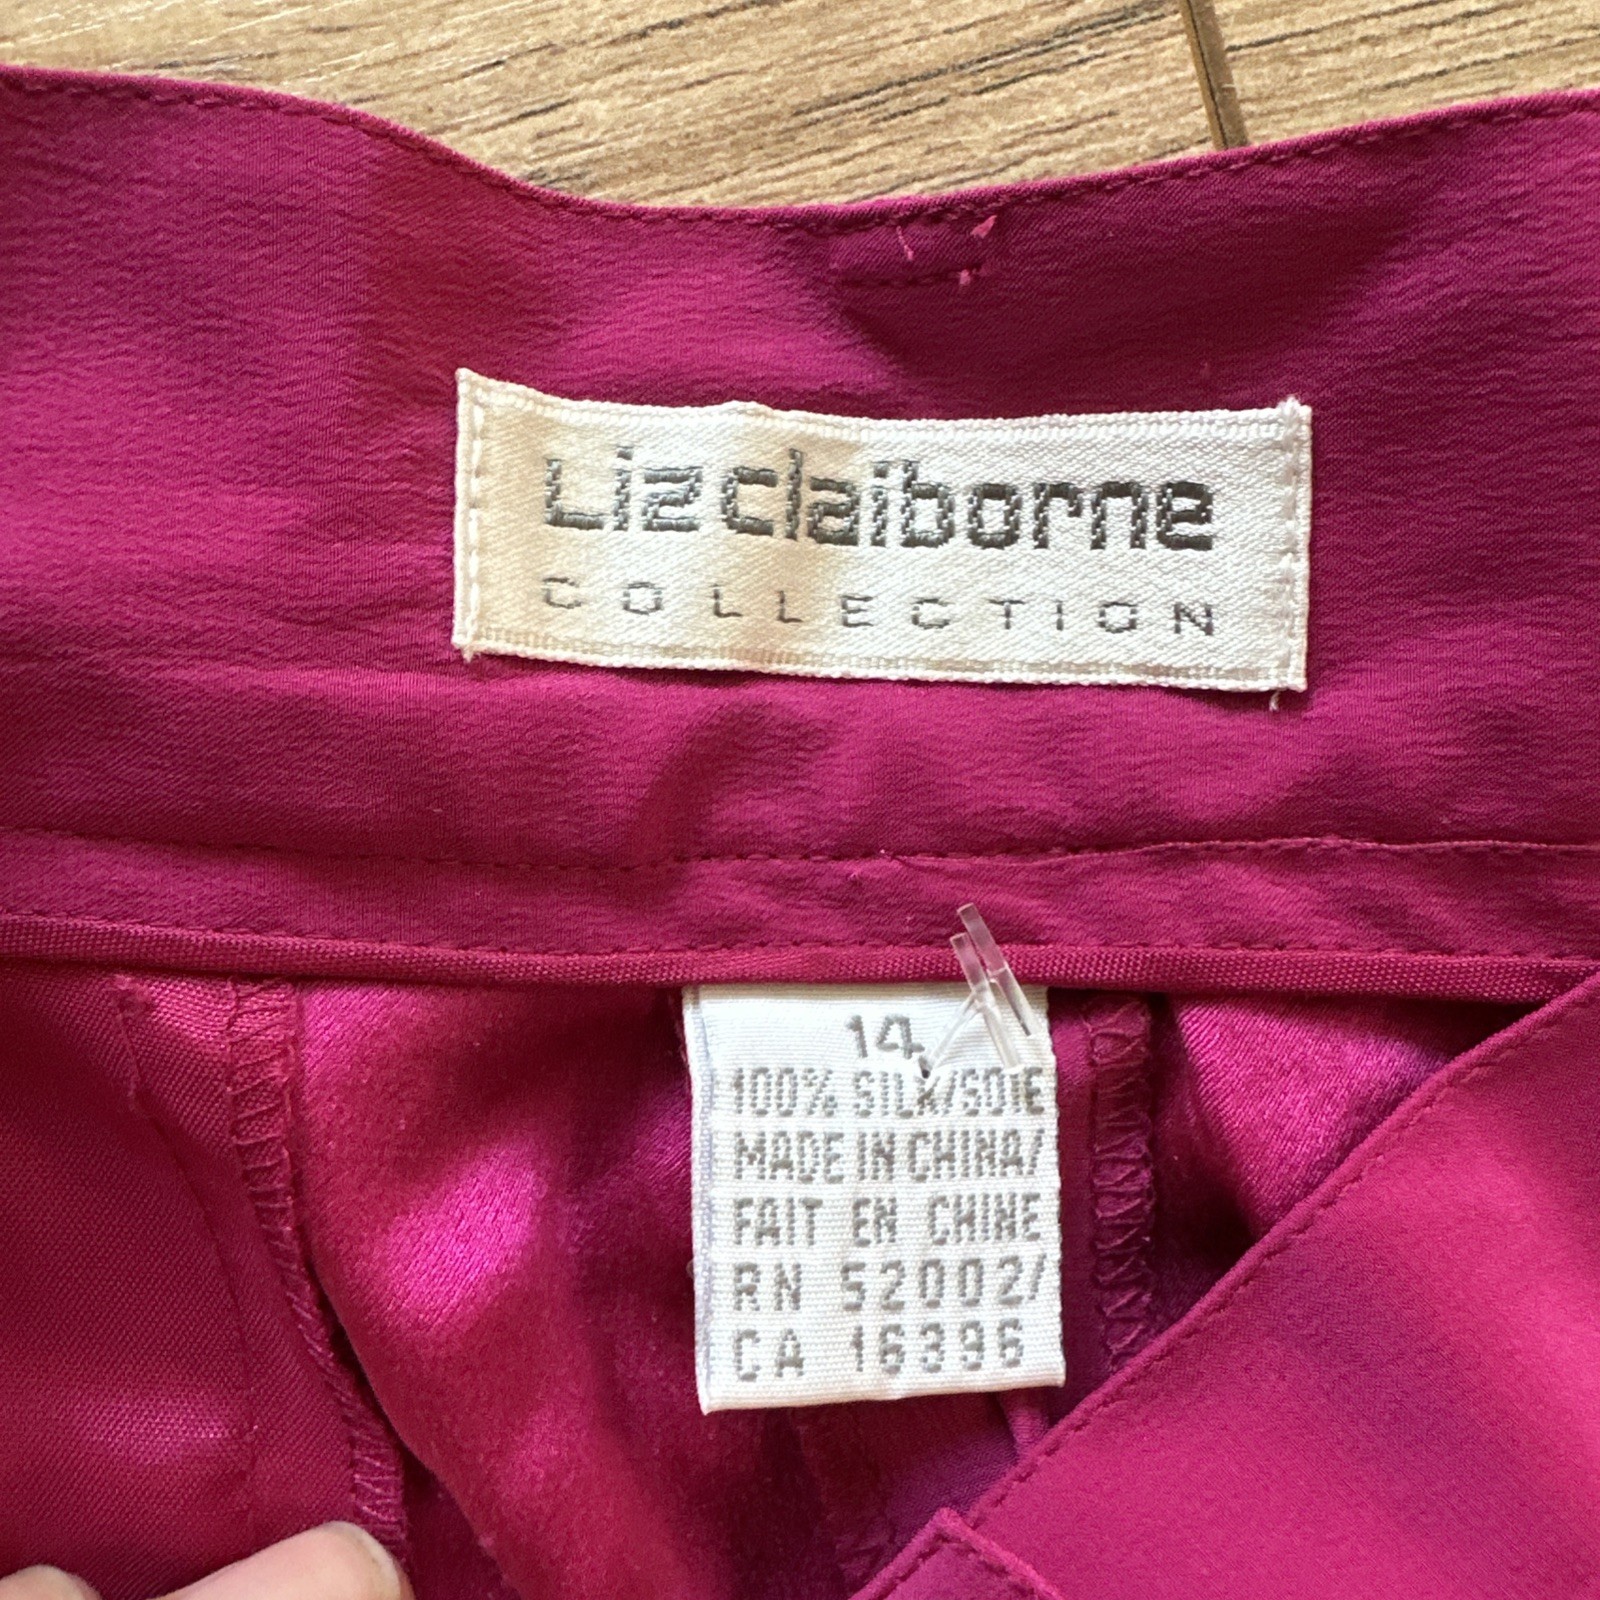 Liz claiborne
COLLECTION
14
100% SILK/SOIE
MADE IN CHINA/
FAIT EN CHINE
RN 52002/
CA 16396